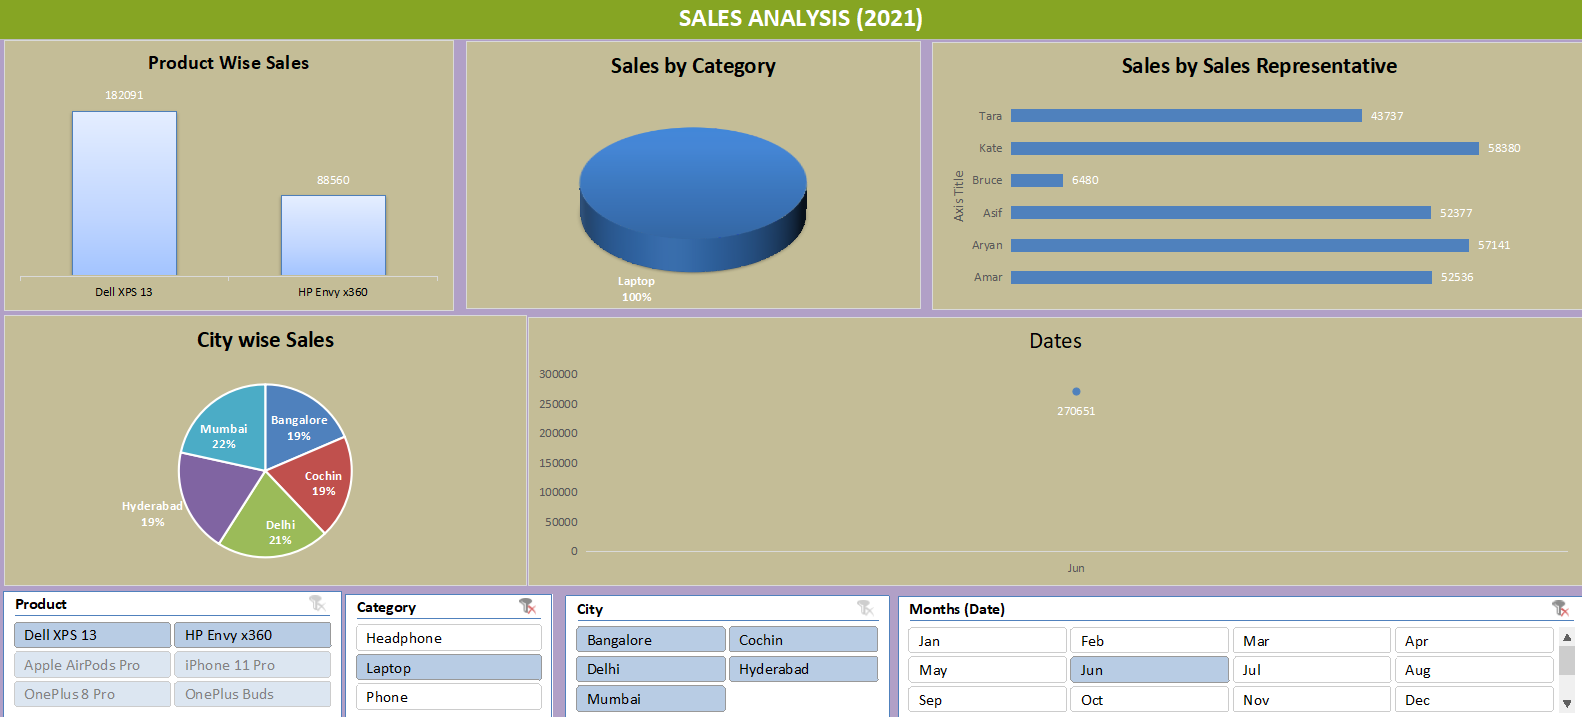 SALES ANALYSIS (2021)
Product Wise Sales
182091
88560
Dell XPS 13
HP Envy x360
Sales by Category
Laptop
100%
Sales by Sales Representative
Axis Title
Tara
43737
Kate
58380
Bruce
6480
Asif
52377
Aryan
57141
Amar
52536
City wise Sales
Mumbai
22%
Bangalore
19%
Cochin
19%
Hyderabad
19%
Delhi
21%
Dates
300000
250000
200000
150000
100000
50000
0
270651
Jun
Product
Dell XPS 13
HP Envy x360
Apple AirPods Pro
iPhone 11 Pro
OnePlus 8 Pro
OnePlus Buds
Category
Headphone
Laptop
Phone
City
Bangalore
Cochin
Delhi
Hyderabad
Mumbai
Months (Date)
Jan
Feb
Mar
Apr
May
Jun
Jul
Aug
Sep
Oct
Nov
Dec